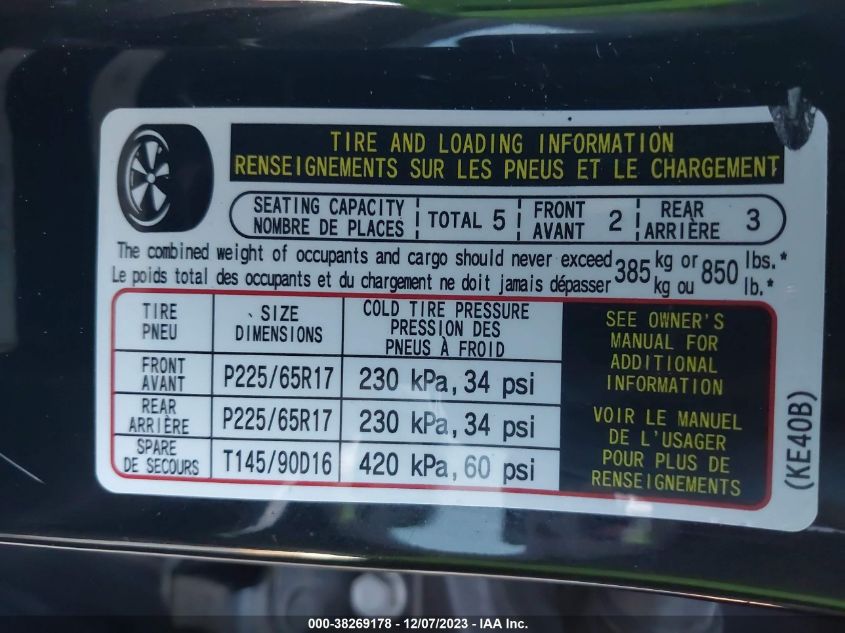 TIRE AND LOADING INFORMATION
RENSEIGNEMENTS SUR LES PNEUS ET LE CHARGEMENT
SEATING CAPACITY
NOMBRE DE PLACES
TOTAL 5
FRONT
AVANT
2
REAR
ARRIÈRE
3
The combined weight of occupants and cargo should never exceed 385 kg or 850 lbs.*
Le poids total des occupants et du chargement ne doit jamais dépasser 385 kg ou 850 lb.*
TIRE
PNEU
SIZE
DIMENSIONS
COLD TIRE PRESSURE
PRESSION DES
PNEUS À FROID
FRONT
AVANT
P225/65R17
230 kPa, 34 psi
REAR
ARRIÈRE
P225/65R17
230 kPa, 34 psi
SPARE
DE SECOURS
T145/90D16
420 kPa, 60 psi
SEE OWNER'S
MANUAL FOR
ADDITIONAL
INFORMATION
VOIR LE MANUEL
DE L'USAGER
POUR PLUS DE
RENSEIGNEMENTS
(KE40B)
000-38269178 - 12/07/2023 - IAA Inc.